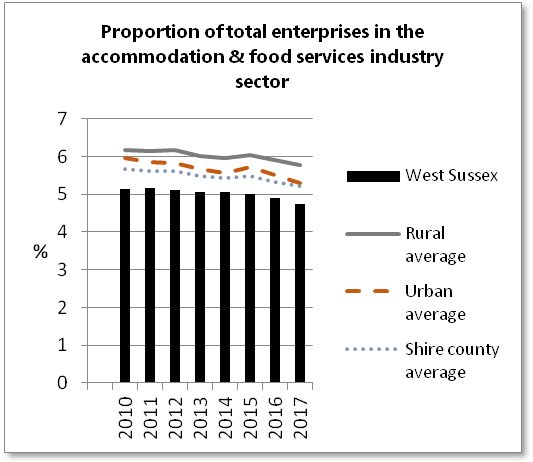 Proportion of total enterprises in the
accommodation & food services industry
sector
7
6
5
4
3
2
1
0
%
2010
2011
2012
2013
2014
2015
2016
2017
West Sussex
Rural
average
Urban
average
Shire county
average